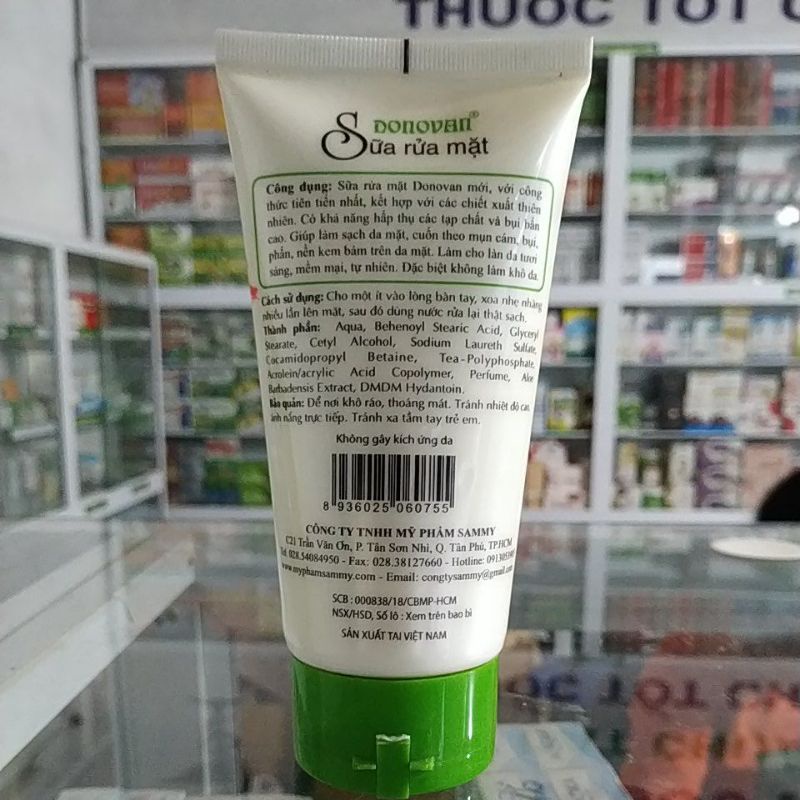 THUỐC TỐT
DONOVAN®
Sữa rửa mặt
Công dụng: Sữa rửa mặt Donovan mới, với công
thức tiên tiến nhất, kết hợp với các chiết xuất thiên
nhiên. Có khả năng hấp thụ các tạp chất và bụi bẩn
cao. Giúp làm sạch da mặt, cuốn theo mụn cám, bụi,
phấn, nền kem bám trên da mặt. Làm cho làn da tươi
sáng, mềm mại, tự nhiên. Đặc biệt không làm khô da.
Cách sử dụng: Cho một ít vào lòng bàn tay, xoa nhẹ nhàng
nhiều lần lên mặt, sau đó dùng nước rửa lại thật sạch.
Thành phần: Aqua, Behenoyl Stearic Acid, Glyceryl
Stearate, Cetyl Alcohol, Sodium Laureth Sulfate,
Cocamidopropyl Betaine, Tea-Polyphosphate,
Acrolein/acrylic Acid Copolymer, Perfume, Aloe
Barbadensis Extract, DMDM Hydantoin.
Bảo quản: Để nơi khô ráo, thoáng mát. Tránh nhiệt độ cao,
ánh nắng trực tiếp. Tránh xa tầm tay trẻ em.
Không gây kích ứng da
8 936025 060755
CÔNG TY TNHH MỸ PHẨM SAMMY
C21 Trần Văn Ơn, P. Tân Sơn Nhì, Q. Tân Phú, TP.HCM
Tel 028.54084950 - Fax: 028.38127660 - Hotline:
www.myphamsammy.com - Email: congtysammy@gmail.com
SCB : 000838/18/CBMP-HCM
NSX/HSD, Số lô : Xem trên bao bì
SẢN XUẤT TẠI VIỆT NAM